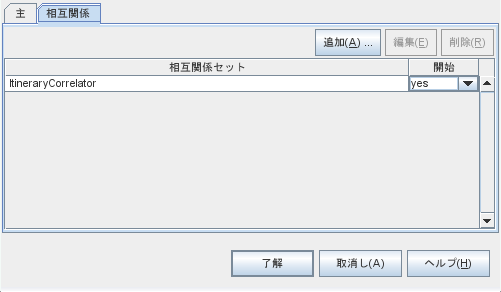 主 相互関係
追加(A) ... 編集(E) 削除(R)
相互関係セット 開始
ItineraryCorrelator yes
了解 取消し(A) ヘルプ(H)